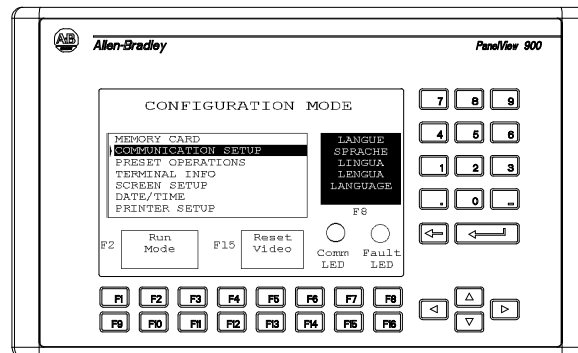 AB Allen-Bradley PanelView 900
CONFIGURATION MODE
MEMORY CARD
COMMUNICATION SETUP
PRESET OPERATIONS
TERMINAL INFO
SCREEN SETUP
DATE/TIME
PRINTER SETUP
LANGUE
SPRACHE
LINGUA
LENGUA
LANGUAGE
F8
F2 Run Mode
F15 Reset Video
Comm LED
Fault LED
7 8 9
4 5 6
1 2 3
. 0 -
F1 F2 F3 F4 F5 F6 F7 F8
F9 F10 F11 F12 F13 F14 F15 F16